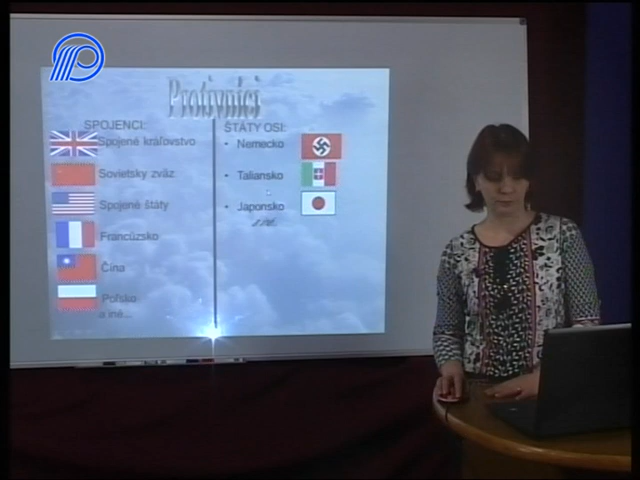 Protivníci
SPOJENCI:
Spojené kráľovstvo
Sovietsky zväz
Spojené štáty
Francúzsko
Čína
Poľsko
a iné...
ŠTÁTY OSI:
• Nemecko
• Taliansko
• Japonsko